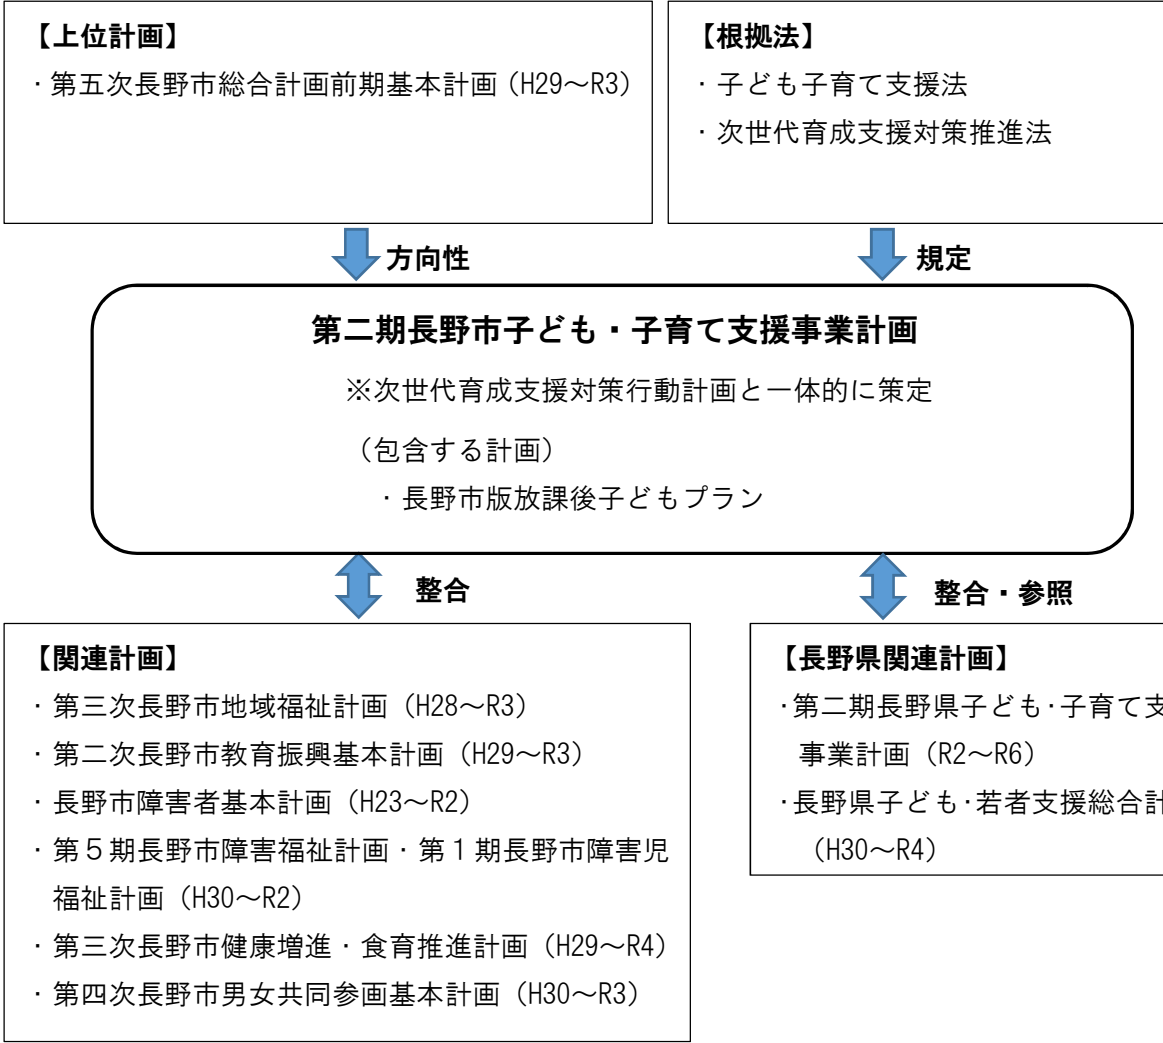 【上位計画】
・第五次長野市総合計画前期基本計画（H29～R3）
【根拠法】
・子ども子育て支援法
・次世代育成支援対策推進法
方向性
規定
第二期長野市子ども・子育て支援事業計画
※次世代育成支援対策行動計画と一体的に策定
（包含する計画）
・長野市版放課後子どもプラン
整合
整合・参照
【関連計画】
・第三次長野市地域福祉計画（H28～R3）
・第二次長野市教育振興基本計画（H29～R3）
・長野市障害者基本計画（H23～R2）
・第５期長野市障害福祉計画・第１期長野市障害児
福祉計画（H30～R2）
・第三次長野市健康増進・食育推進計画（H29～R4）
・第四次長野市男女共同参画基本計画（H30～R3）
【長野県関連計画】
・第二期長野県子ども・子育て支
事業計画（R2～R6）
・長野県子ども・若者支援総合計
（H30～R4）